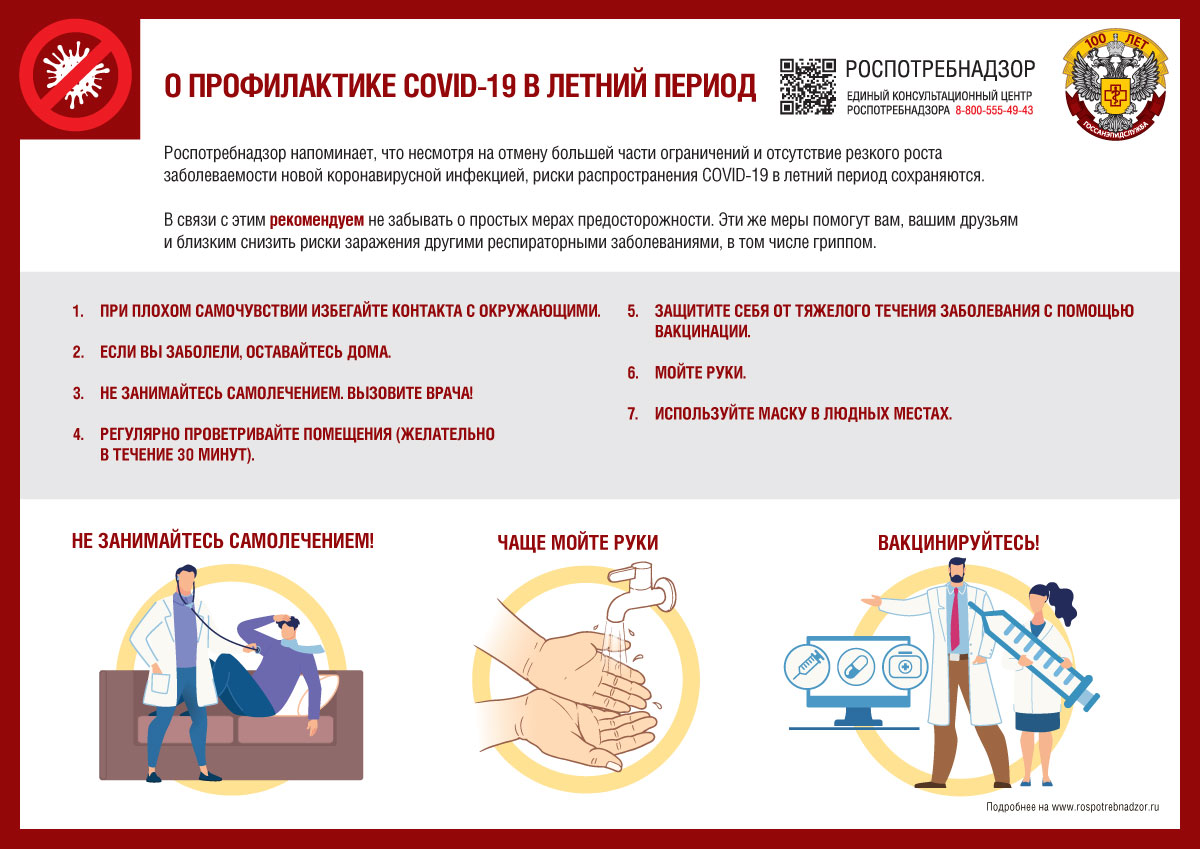 О ПРОФИЛАКТИКЕ COVID-19 В ЛЕТНИЙ ПЕРИОД
РОСПОТРЕБНАДЗОР
ЕДИНЫЙ КОНСУЛЬТАЦИОННЫЙ ЦЕНТР
РОСПОТРЕБНАДЗОРА 8-800-555-49-43
100 ЛЕТ
ГОССАНЭПИДСЛУЖБА
Роспотребнадзор напоминает, что несмотря на отмену большей части ограничений и отсутствие резкого роста
заболеваемости новой коронавирусной инфекцией, риски распространения COVID-19 в летний период сохраняются.
В связи с этим рекомендуем не забывать о простых мерах предосторожности. Эти же меры помогут вам, вашим друзьям
и близким снизить риски заражения другими респираторными заболеваниями, в том числе гриппом.
1. ПРИ ПЛОХОМ САМОЧУВСТВИИ ИЗБЕГАЙТЕ КОНТАКТА С ОКРУЖАЮЩИМИ.
2. ЕСЛИ ВЫ ЗАБОЛЕЛИ, ОСТАВАЙТЕСЬ ДОМА.
3. НЕ ЗАНИМАЙТЕСЬ САМОЛЕЧЕНИЕМ. ВЫЗОВИТЕ ВРАЧА!
4. РЕГУЛЯРНО ПРОВЕТРИВАЙТЕ ПОМЕЩЕНИЯ (ЖЕЛАТЕЛЬНО
В ТЕЧЕНИЕ 30 МИНУТ).
5. ЗАЩИТИТЕ СЕБЯ ОТ ТЯЖЕЛОГО ТЕЧЕНИЯ ЗАБОЛЕВАНИЯ С ПОМОЩЬЮ
ВАКЦИНАЦИИ.
6. МОЙТЕ РУКИ.
7. ИСПОЛЬЗУЙТЕ МАСКУ В ЛЮДНЫХ МЕСТАХ.
НЕ ЗАНИМАЙТЕСЬ САМОЛЕЧЕНИЕМ!
ЧАЩЕ МОЙТЕ РУКИ
ВАКЦИНИРУЙТЕСЬ!
Подробнее на www.rospotrebnadzor.ru